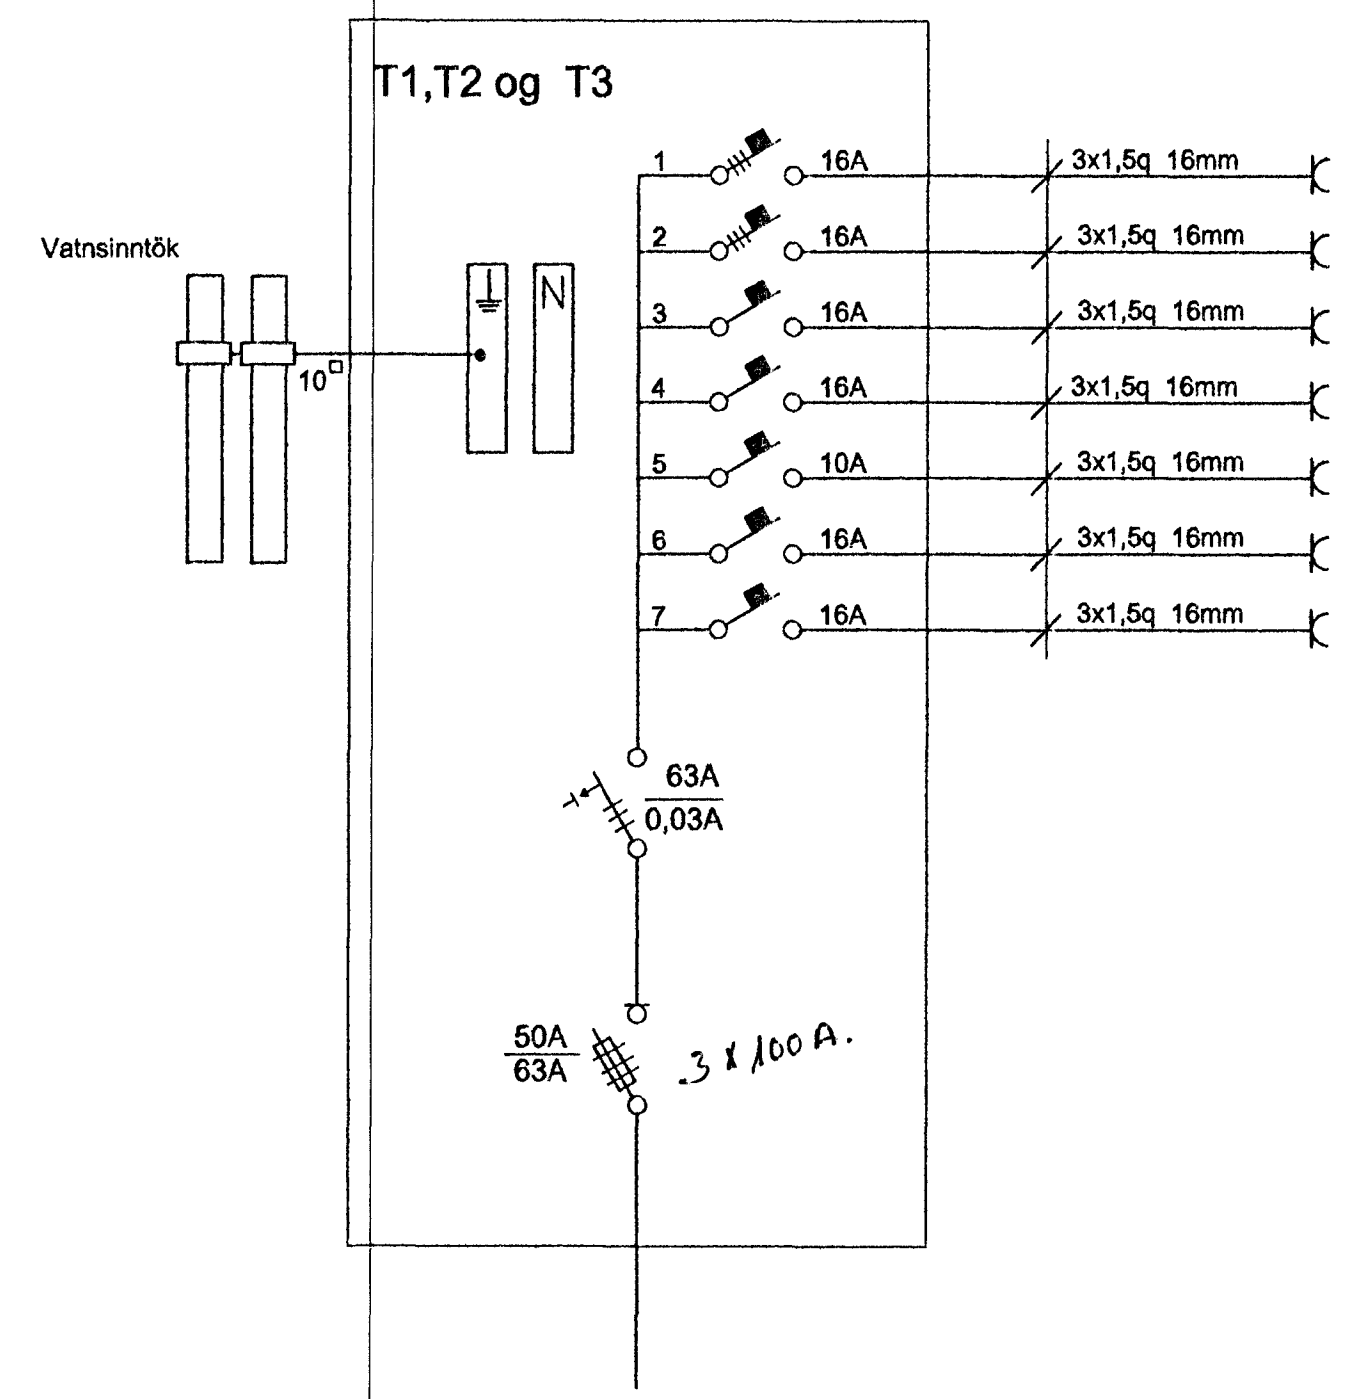 T1,T2 og T3
1 16A 3x1,5q 16mm
2 16A 3x1,5q 16mm
Vatnsinntök
N
3 16A 3x1,5q 16mm
10□
4 16A 3x1,5q 16mm
5 10A 3x1,5q 16mm
6 16A 3x1,5q 16mm
7 16A 3x1,5q 16mm
63A
0,03A
50A
63A
3 x 100 A.